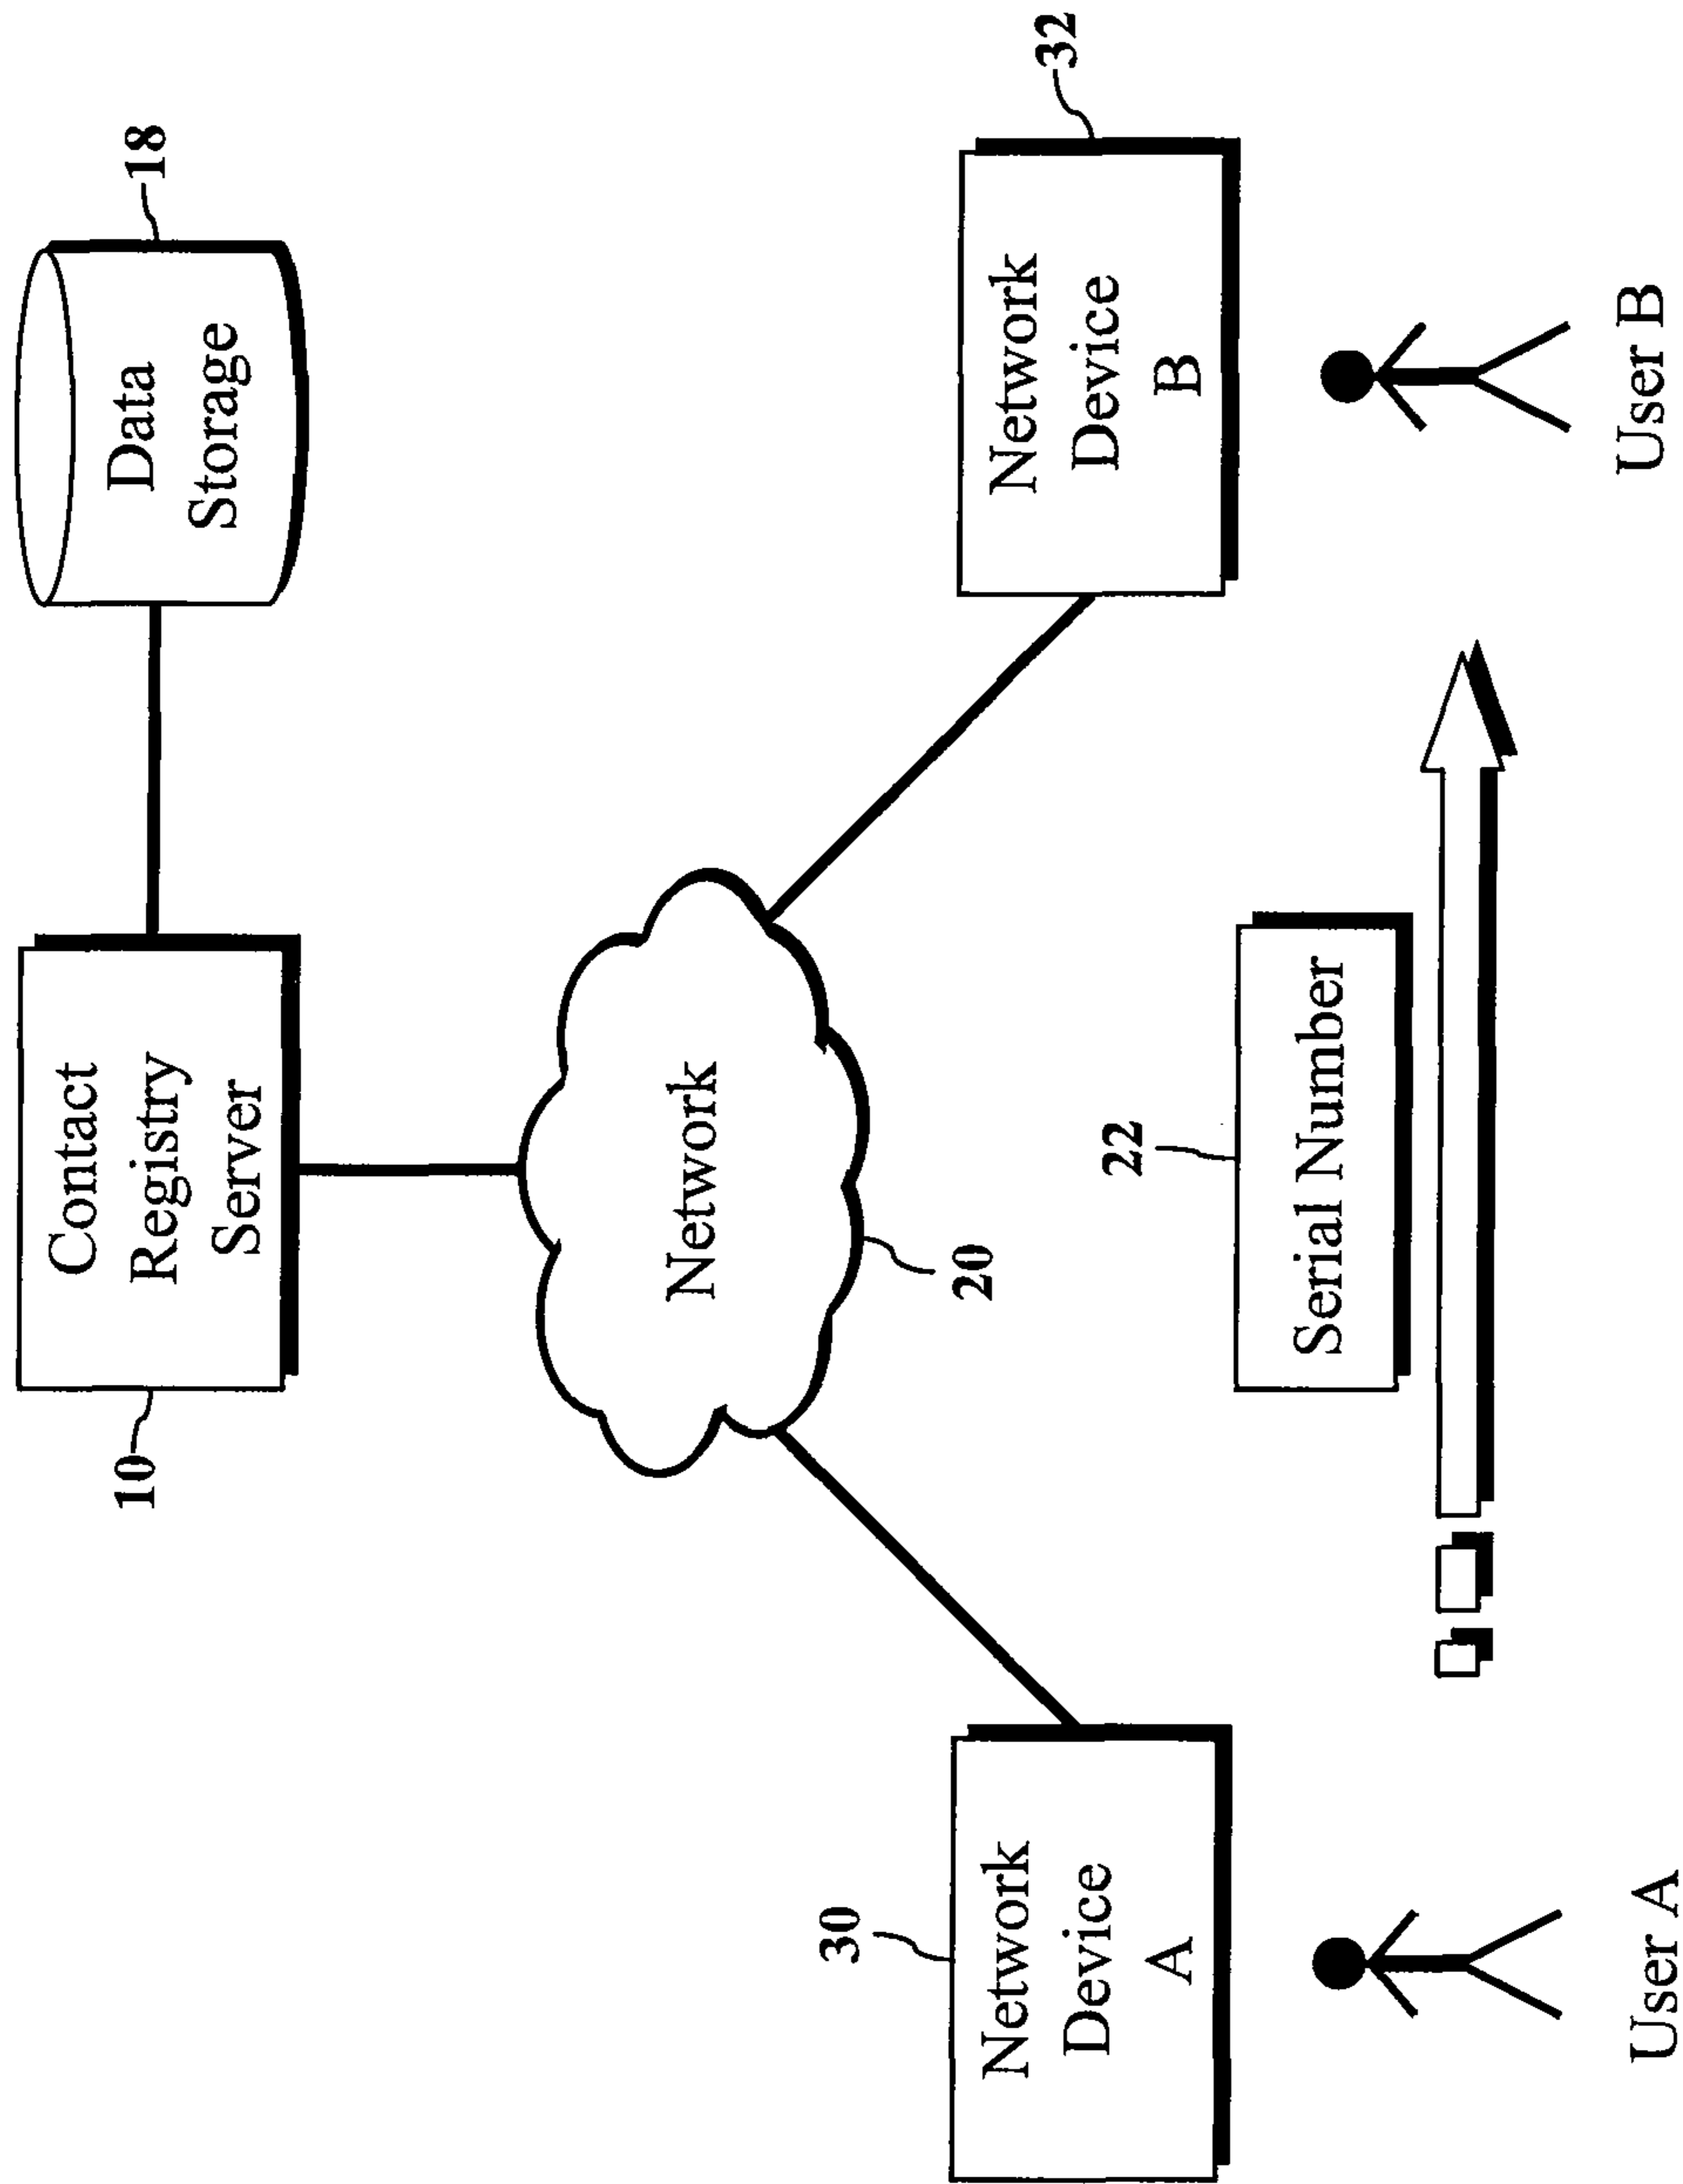 10
Contact
Registry
Server
Data
Storage
18
Network
20
30
Network
Device
A
User A
22
Serial Number
Network
Device
B
32
User B